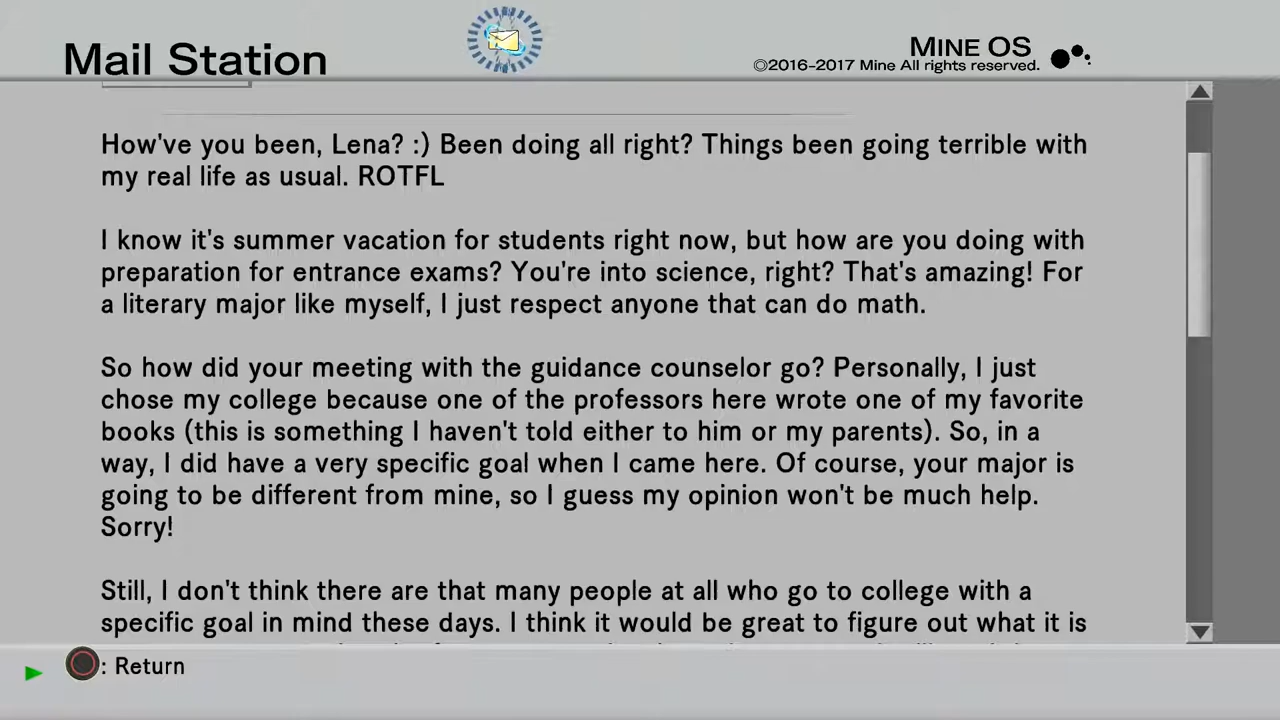 Mail Station
MINE OS
©2016-2017 Mine All rights reserved.
How've you been, Lena? :) Been doing all right? Things been going terrible with
my real life as usual. ROTFL
I know it's summer vacation for students right now, but how are you doing with
preparation for entrance exams? You're into science, right? That's amazing! For
a literary major like myself, I just respect anyone that can do math.
So how did your meeting with the guidance counselor go? Personally, I just
chose my college because one of the professors here wrote one of my favorite
books (this is something I haven't told either to him or my parents). So, in a
way, I did have a very specific goal when I came here. Of course, your major is
going to be different from mine, so I guess my opinion won't be much help.
Sorry!
Still, I don't think there are that many people at all who go to college with a
specific goal in mind these days. I think it would be great to figure out what it is
: Return